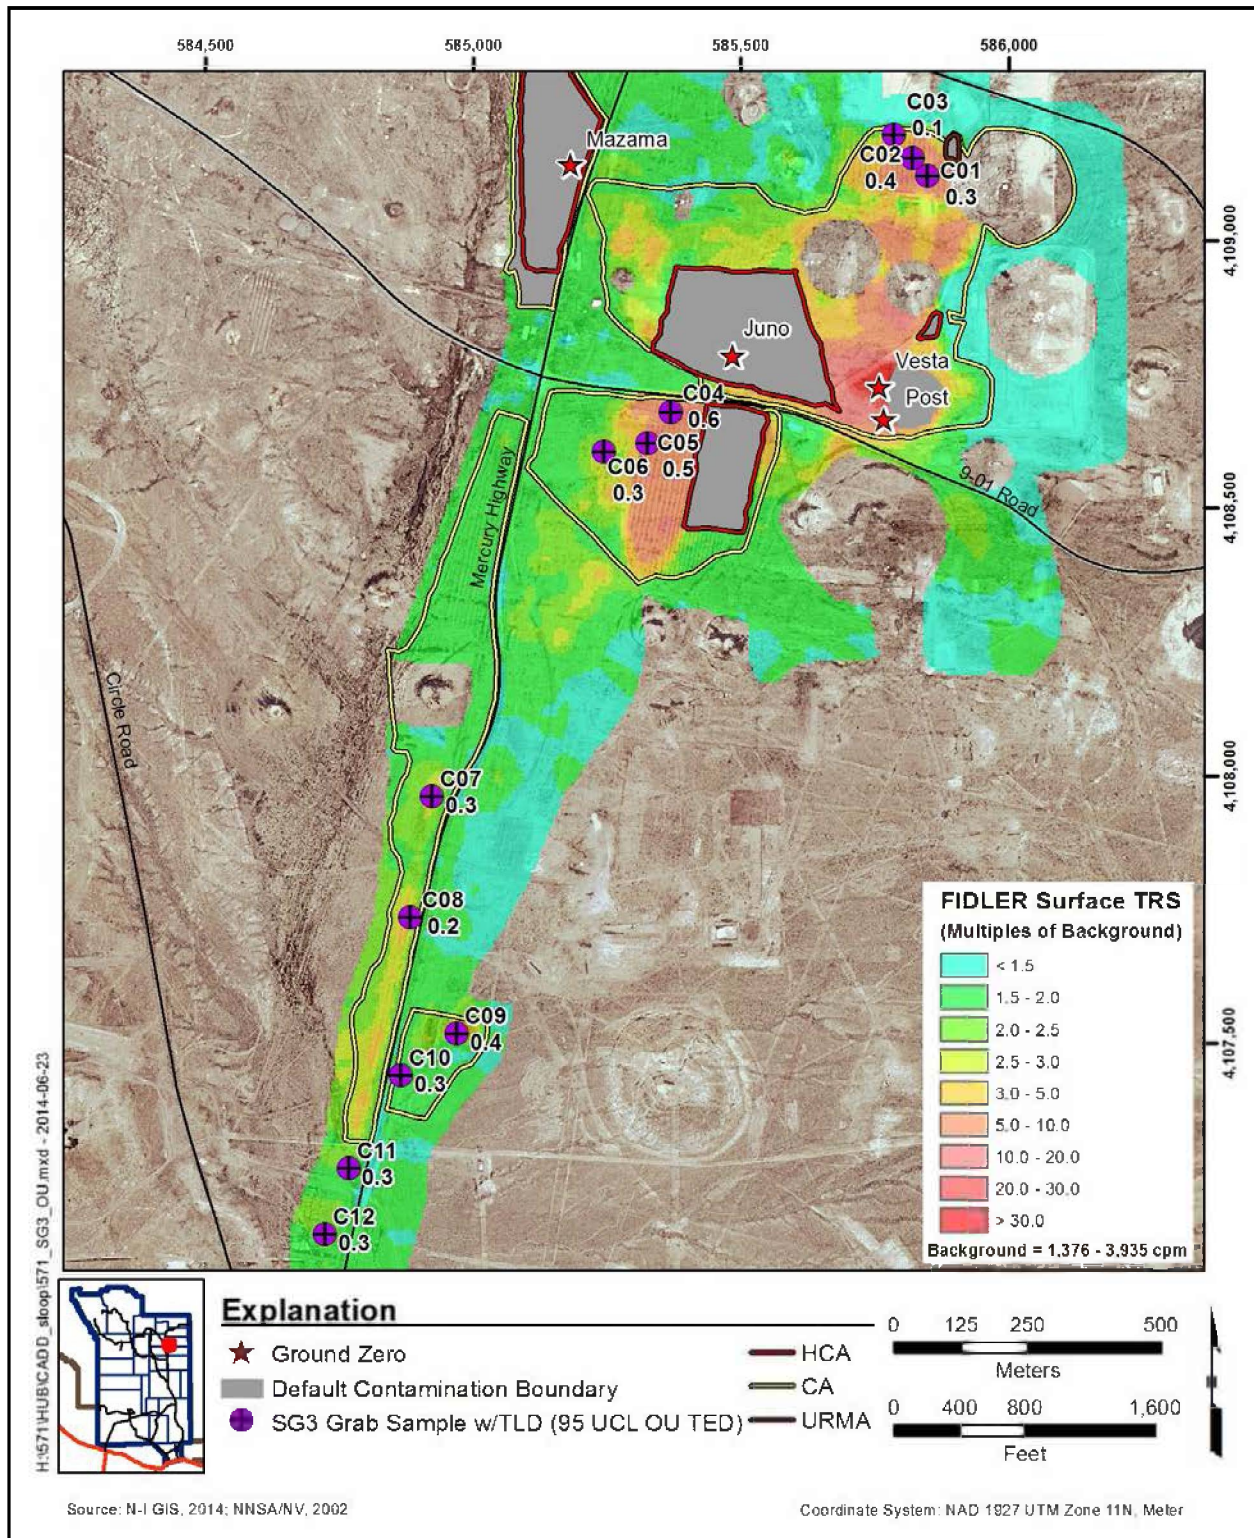 584,500 585,000 585,500 586,000
C03
0.1
Mazama
C02
0.4
C01
0.3
4,109,000
Juno
Vesta
Post
C04
0.6
C05
0.5
C06
0.3
9-01 Road
4,108,500
Mercury Highway
Circle Road
4,108,000
C07
0.3
C08
0.2
C09
0.4
C10
0.3
4,107,500
C11
0.3
C12
0.3
FIDLER Surface TRS
(Multiples of Background)
< 1.5
1.5 - 2.0
2.0 - 2.5
2.5 - 3.0
3.0 - 5.0
5.0 - 10.0
10.0 - 20.0
20.0 - 30.0
> 30.0
Background = 1,376 - 3,935 cpm
H:\571\HUB\CADD_sloop\571_SG3_OU.mxd - 2014-06-23
Explanation
Ground Zero
Default Contamination Boundary
SG3 Grab Sample w/TLD (95 UCL OU TED)
HCA
CA
URMA
0 125 250 500
Meters
0 400 800 1,600
Feet
Source: N-I GIS, 2014; NNSA/NV, 2002
Coordinate System: NAD 1927 UTM Zone 11N, Meter